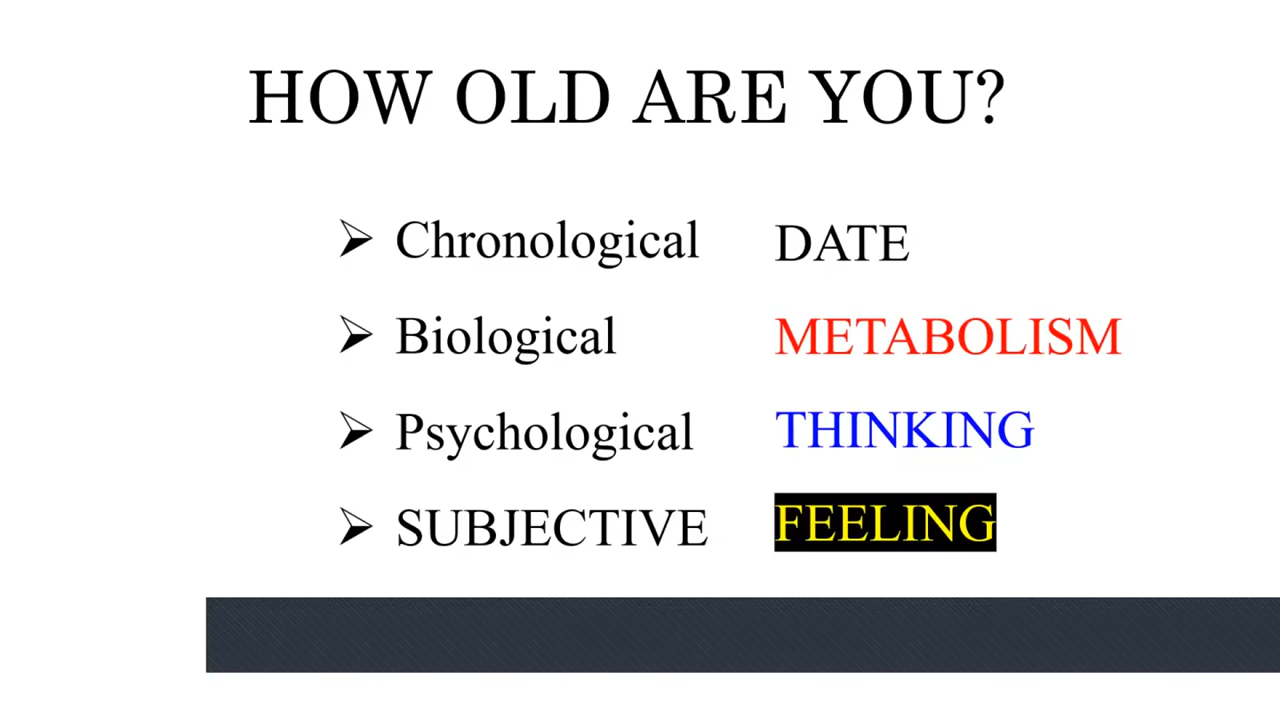 HOW OLD ARE YOU?
➢ Chronological DATE
➢ Biological METABOLISM
➢ Psychological THINKING
➢ SUBJECTIVE FEELING